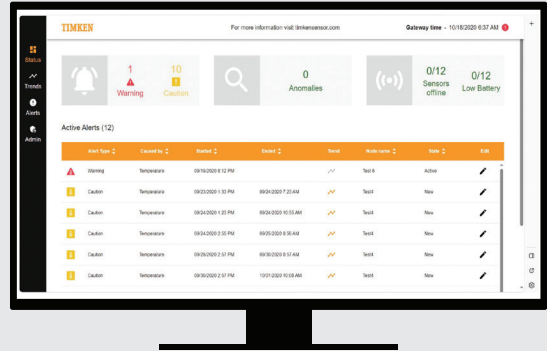 TIMKEN
For more information visit timkensensor.com
Gateway time - 10/18/2020 6:37 AM
Status
Trends
Alerts
Admin
1
Warning
10
Caution
0
Anomalies
0/12
Sensors
offline
0/12
Low Battery
Active Alerts (12)
Alert Type Caused by Started Ended Trend Node name State Edit
Warning Temperature 09/19/2020 8:12 PM Test 6 Active
Caution Temperature 09/23/2020 1:33 PM 09/24/2020 7:23 AM Test4 New
Caution Temperature 09/24/2020 1:23 PM 09/24/2020 10:55 AM Test4 New
Caution Temperature 09/24/2020 3:55 PM 09/25/2020 8:50 AM Test4 New
Caution Temperature 09/29/2020 2:57 PM 09/30/2020 8:57 AM Test4 New
Caution Temperature 09/30/2020 2:57 PM 10/01/2020 10:08 AM Test4 New